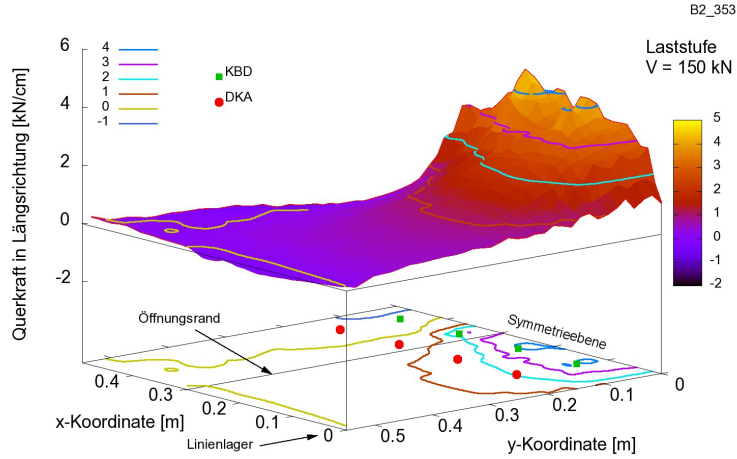 B2_353
Laststufe
V = 150 kN
KBD
DKA
4
3
2
1
0
-1
Querkraft in Längsrichtung [kN/cm]
6
4
2
0
-2
5
4
3
2
1
0
-1
-2
Öffnungsrand
Symmetrieebene
0.4
0.3
0.2
0.1
0
x-Koordinate [m]
Linienlager
0.5
0.4
0.3
0.2
0.1
0
y-Koordinate [m]